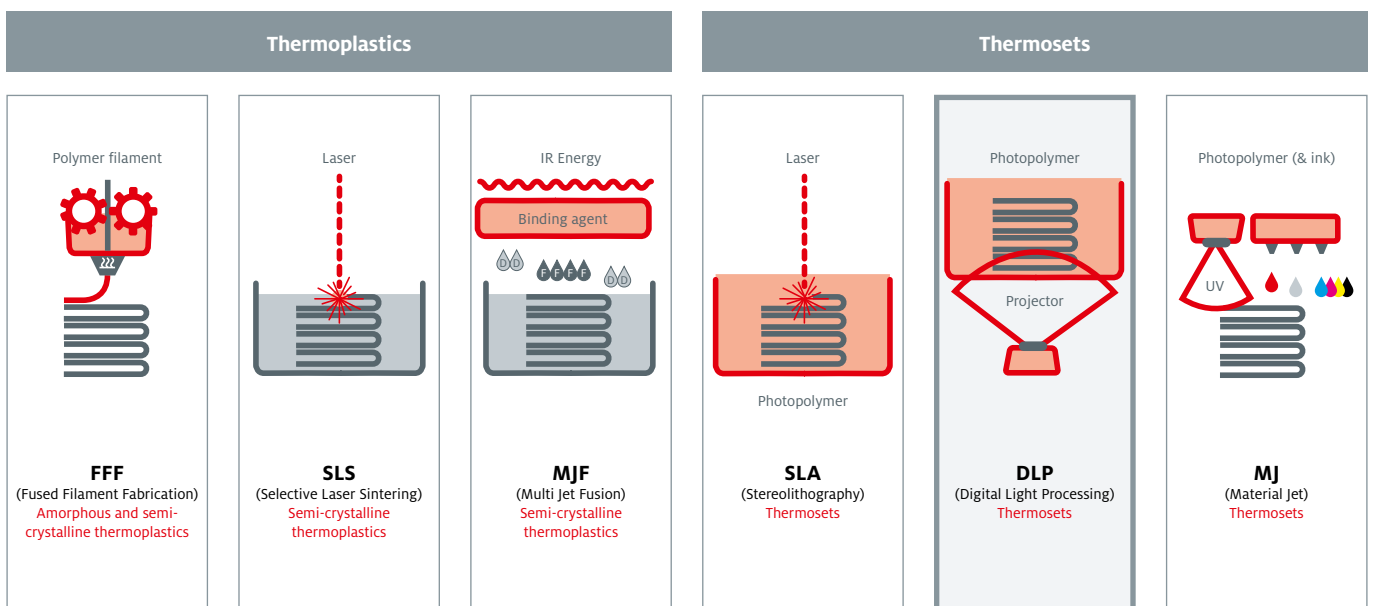 Thermoplastics
Thermosets
Polymer filament
FFF
(Fused Filament Fabrication)
Amorphous and semi-
crystalline thermoplastics
Laser
SLS
(Selective Laser Sintering)
Semi-crystalline
thermoplastics
IR Energy
Binding agent
D D
F F F F
D D
MJF
(Multi Jet Fusion)
Semi-crystalline
thermoplastics
Laser
Photopolymer
SLA
(Stereolithography)
Thermosets
Photopolymer
Projector
DLP
(Digital Light Processing)
Thermosets
Photopolymer (& ink)
UV
MJ
(Material Jet)
Thermosets